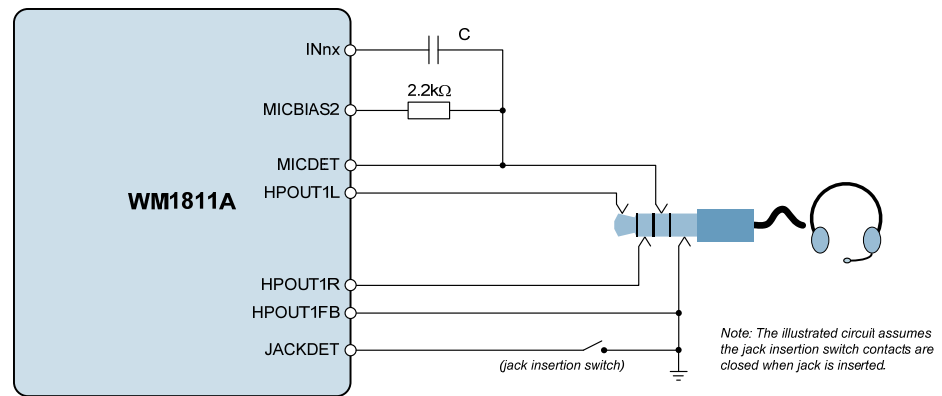 INnx
C
2.2kΩ
MICBIAS2
MICDET
HPOUT1L
WM1811A
HPOUT1R
HPOUT1FB
JACKDET
(jack insertion switch)
Note: The illustrated circuit assumes
the jack insertion switch contacts are
closed when jack is inserted.